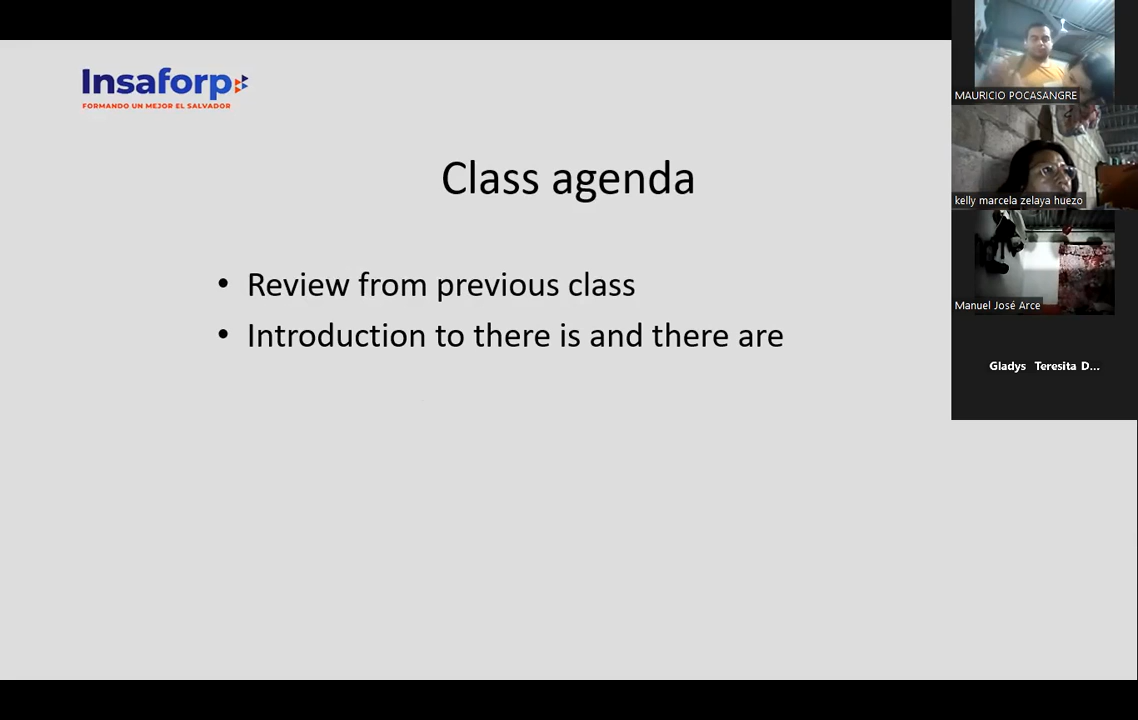 Insaforp
FORMANDO UN MEJOR EL SALVADOR
Class agenda
• Review from previous class
• Introduction to there is and there are
MAURICIO POCASANGRE
kelly marcela zelaya huezo
Manuel José Arce
Gladys Teresita D...